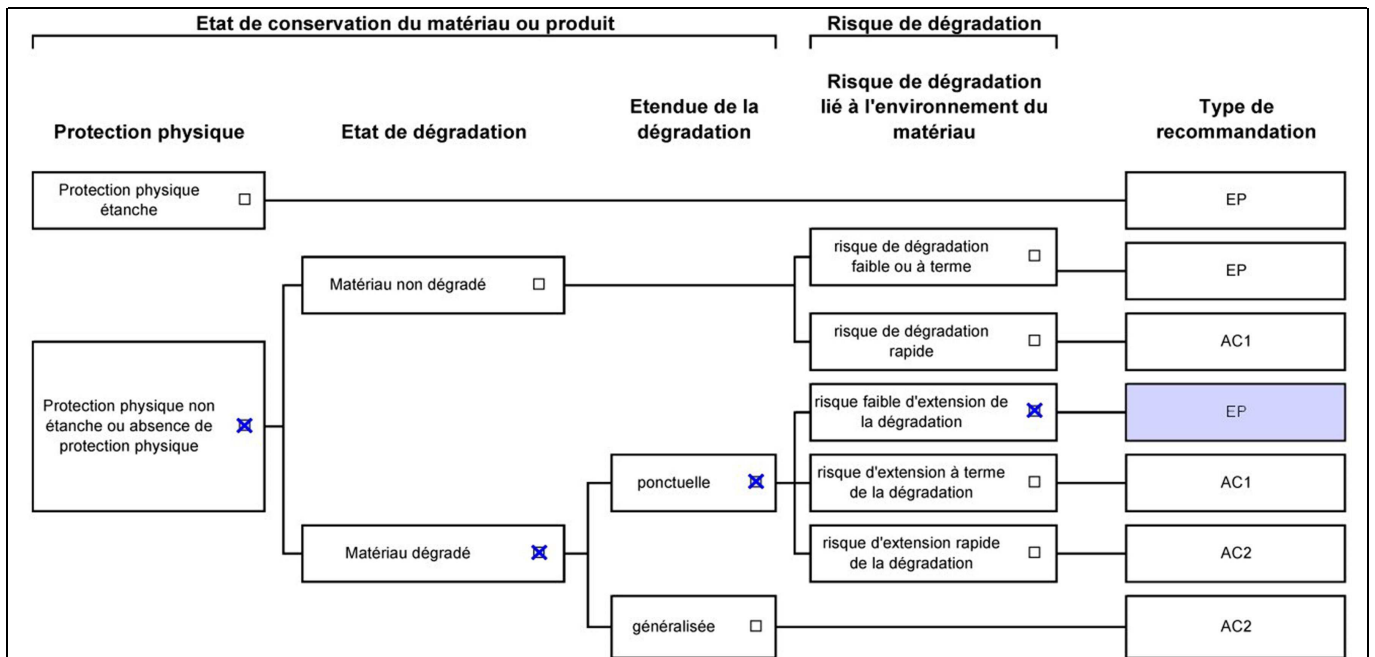 Etat de conservation du matériau ou produit
Risque de dégradation
Protection physique
Etat de dégradation
Etendue de la
dégradation
Risque de dégradation
lié à l'environnement du
matériau
Type de
recommandation
Protection physique
étanche
EP
Matériau non dégradé
risque de dégradation
faible ou à terme
EP
risque de dégradation
rapide
AC1
Protection physique non
étanche ou absence de
protection physique
risque faible d'extension de
la dégradation
EP
ponctuelle
risque d'extension à terme
de la dégradation
AC1
Matériau dégradé
risque d'extension rapide
de la dégradation
AC2
généralisée
AC2